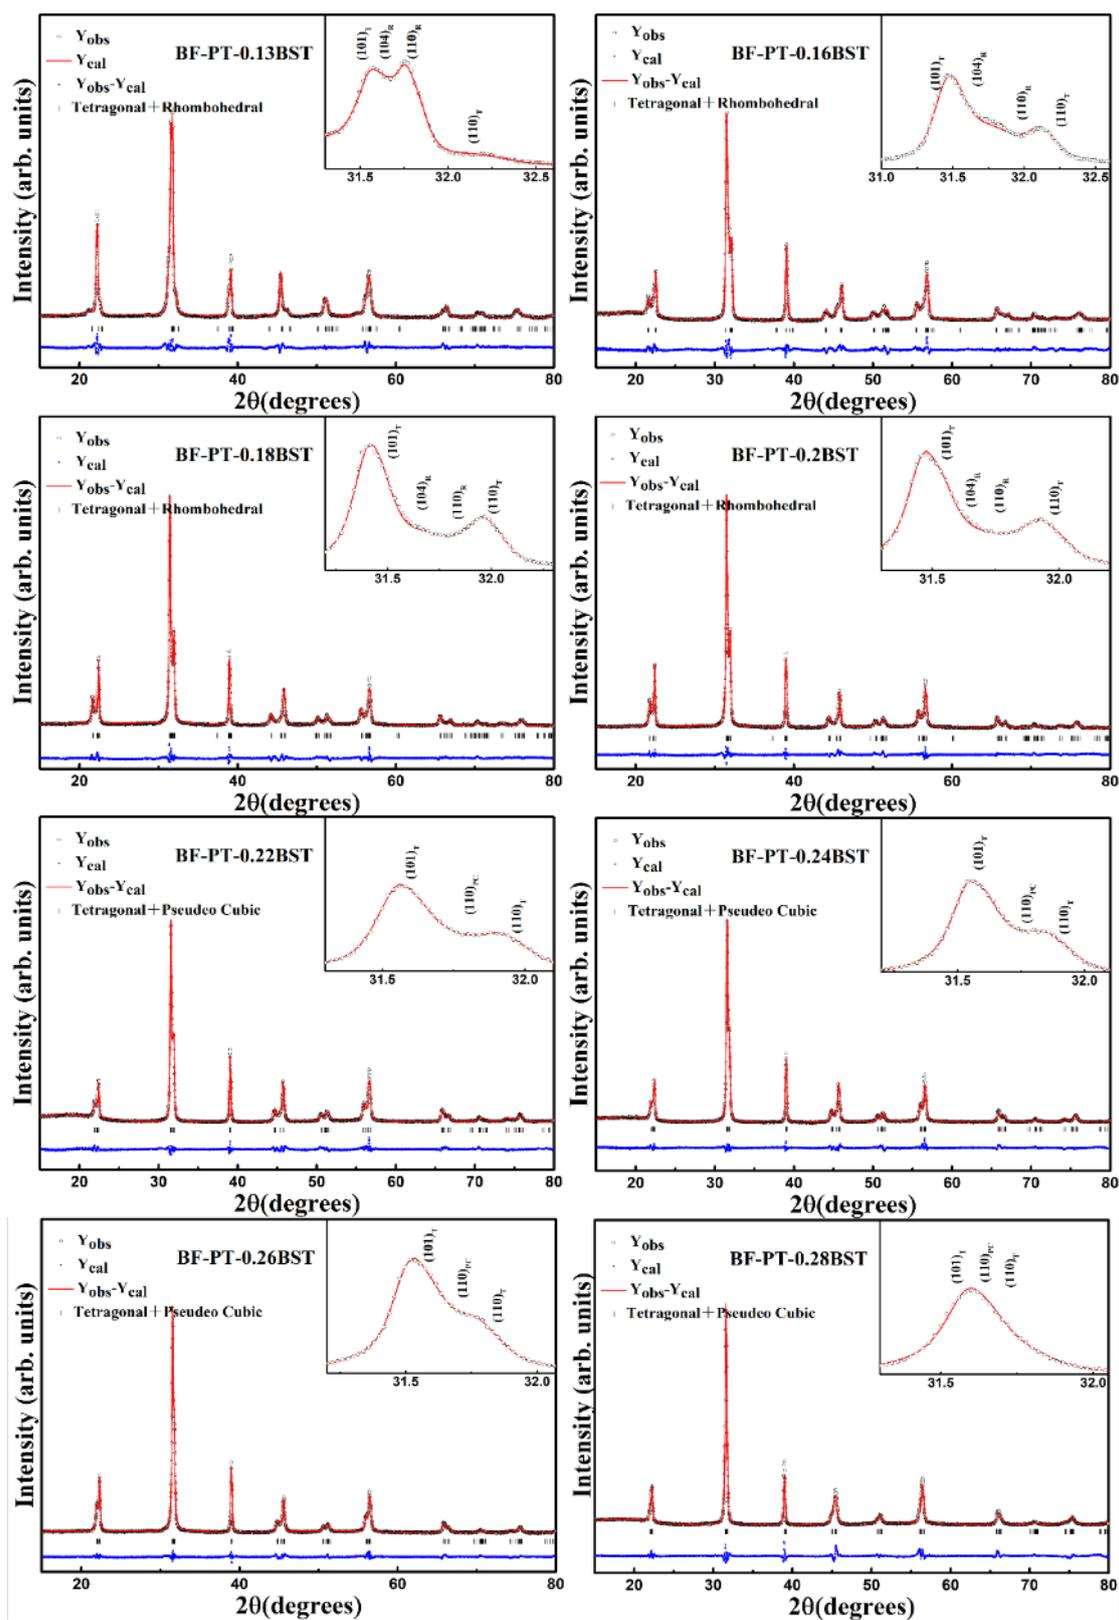 BF-PT-0.13BST
Yobs
Ycal
Yobs-Ycal
Tetragonal+Rhombohedral
(101)T
(104)R
(110)R
(110)T
31.5 32.0 32.5
Intensity (arb. units)
20 40 60 80
2θ(degrees)
BF-PT-0.16BST
Yobs
Ycal
Yobs-Ycal
Tetragonal+Rhombohedral
(101)T
(104)R
(110)R
(110)T
31.0 31.5 32.0 32.5
Intensity (arb. units)
20 30 40 50 60 70 80
2θ(degrees)
BF-PT-0.18BST
Yobs
Ycal
Yobs-Ycal
Tetragonal+Rhombohedral
(101)T
(104)R
(110)R
(110)T
31.5 32.0
Intensity (arb. units)
20 40 60 80
2θ(degrees)
BF-PT-0.2BST
Yobs
Ycal
Yobs-Ycal
Tetragonal+Rhombohedral
(101)T
(104)R
(110)R
(110)T
31.5 32.0
Intensity (arb. units)
20 30 40 50 60 70 80
2θ(degrees)
BF-PT-0.22BST
Yobs
Ycal
Yobs-Ycal
Tetragonal+Pseudeo Cubic
(101)T
(110)PC
(110)T
31.5 32.0
Intensity (arb. units)
20 30 40 50 60 70 80
2θ(degrees)
BF-PT-0.24BST
Yobs
Ycal
Yobs-Ycal
Tetragonal+Pseudeo Cubic
(101)T
(110)PC
(110)T
31.5 32.0
Intensity (arb. units)
20 30 40 50 60 70 80
2θ(degrees)
BF-PT-0.26BST
Yobs
Ycal
Yobs-Ycal
Tetragonal+Pseudeo Cubic
(101)T
(110)PC
(110)T
31.5 32.0
Intensity (arb. units)
20 40 60 80
2θ(degrees)
BF-PT-0.28BST
Yobs
Ycal
Yobs-Ycal
Tetragonal+Pseudeo Cubic
(101)T
(110)PC
(110)T
31.5 32.0
Intensity (arb. units)
20 30 40 50 60 70 80
2θ(degrees)